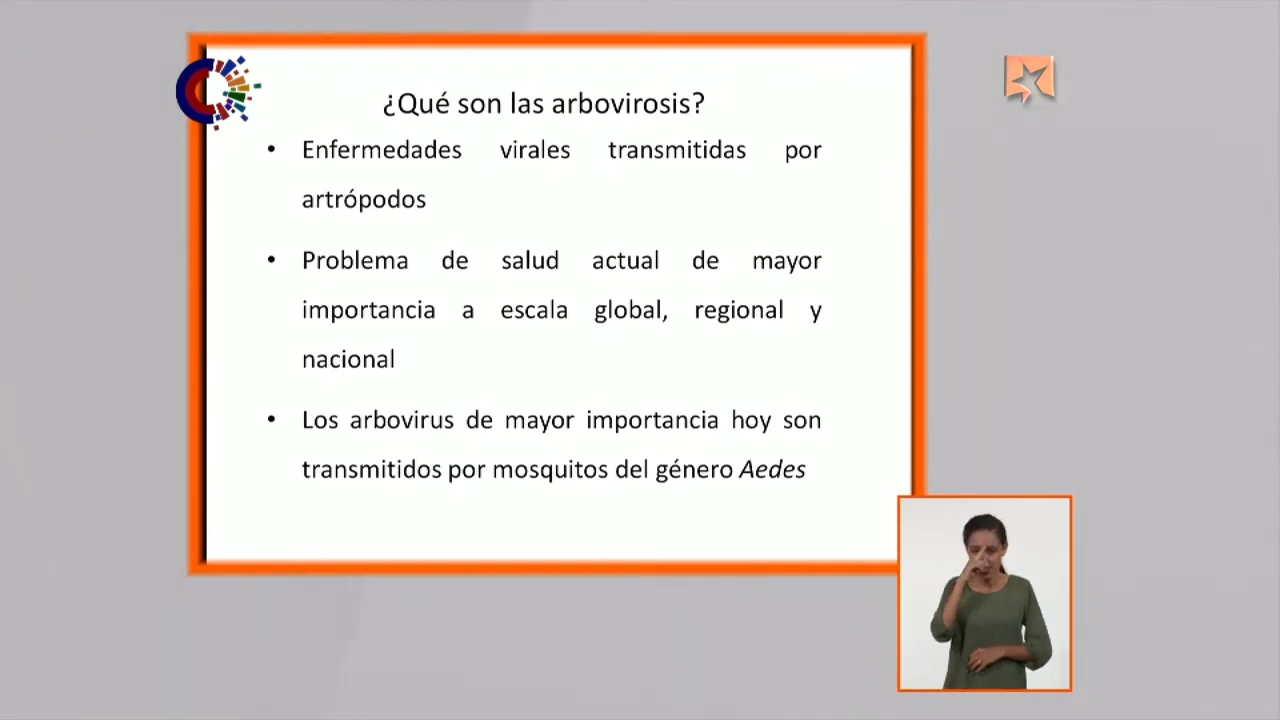 ¿Qué son las arbovirosis?
• Enfermedades virales transmitidas por
artrópodos
• Problema de salud actual de mayor
importancia a escala global, regional y
nacional
• Los arbovirus de mayor importancia hoy son
transmitidos por mosquitos del género Aedes